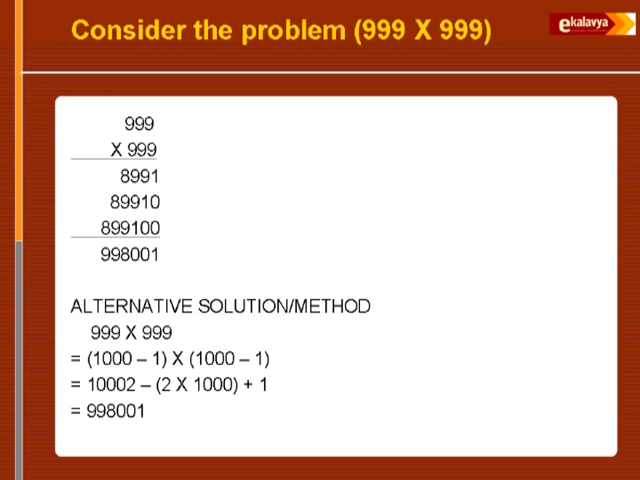 Consider the problem (999 X 999)
ekalavya
999
X 999
8991
89910
899100
998001
ALTERNATIVE SOLUTION/METHOD
999 X 999
= (1000 – 1) X (1000 – 1)
= 10002 – (2 X 1000) + 1
= 998001